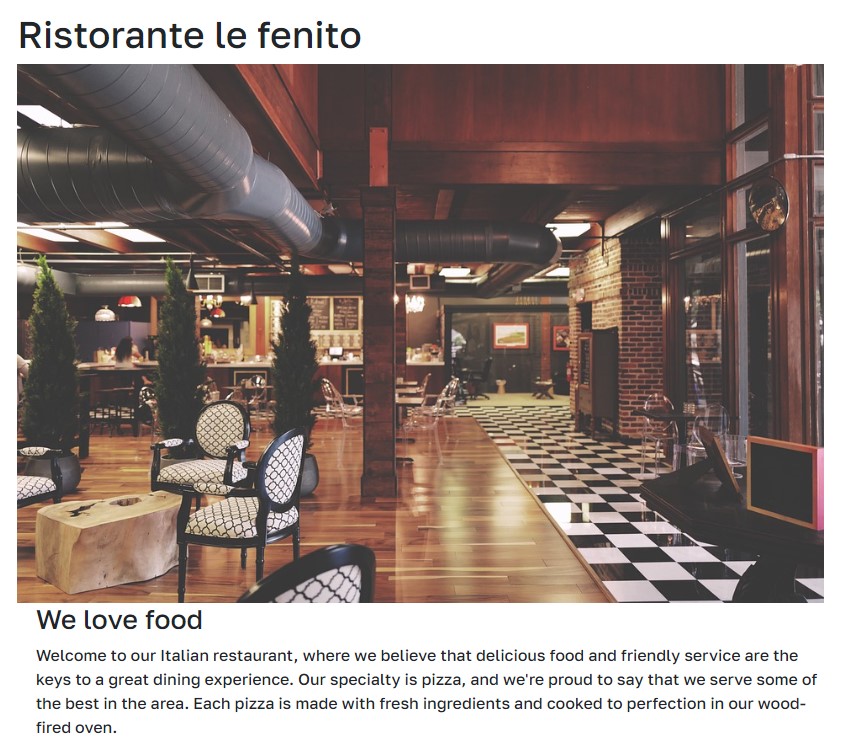 Ristorante le fenito
We love food
Welcome to our Italian restaurant, where we believe that delicious food and friendly service are the
keys to a great dining experience. Our specialty is pizza, and we're proud to say that we serve some of
the best in the area. Each pizza is made with fresh ingredients and cooked to perfection in our wood-
fired oven.